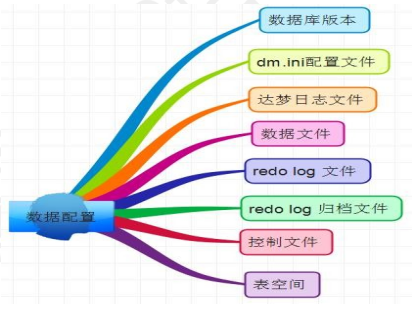 数据库版本
dm.ini配置文件
达梦日志文件
数据文件
redo log 文件
redo log 归档文件
数据配置
控制文件
表空间